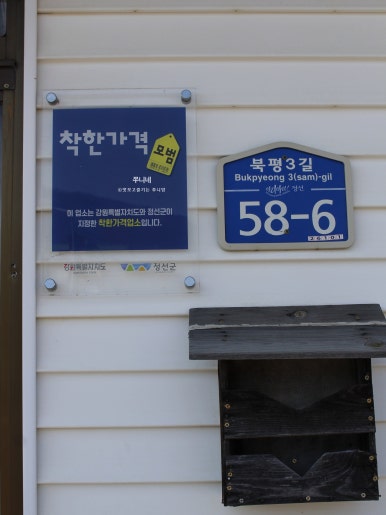 착한가격
모범
쭈니네
이 업소는 강원특별자치도와 정선군이
지정한 착한가격업소입니다.
강원특별자치도
정선군
북평3길
Bukpyeong 3(sam)-gil
정선
58-6
26101